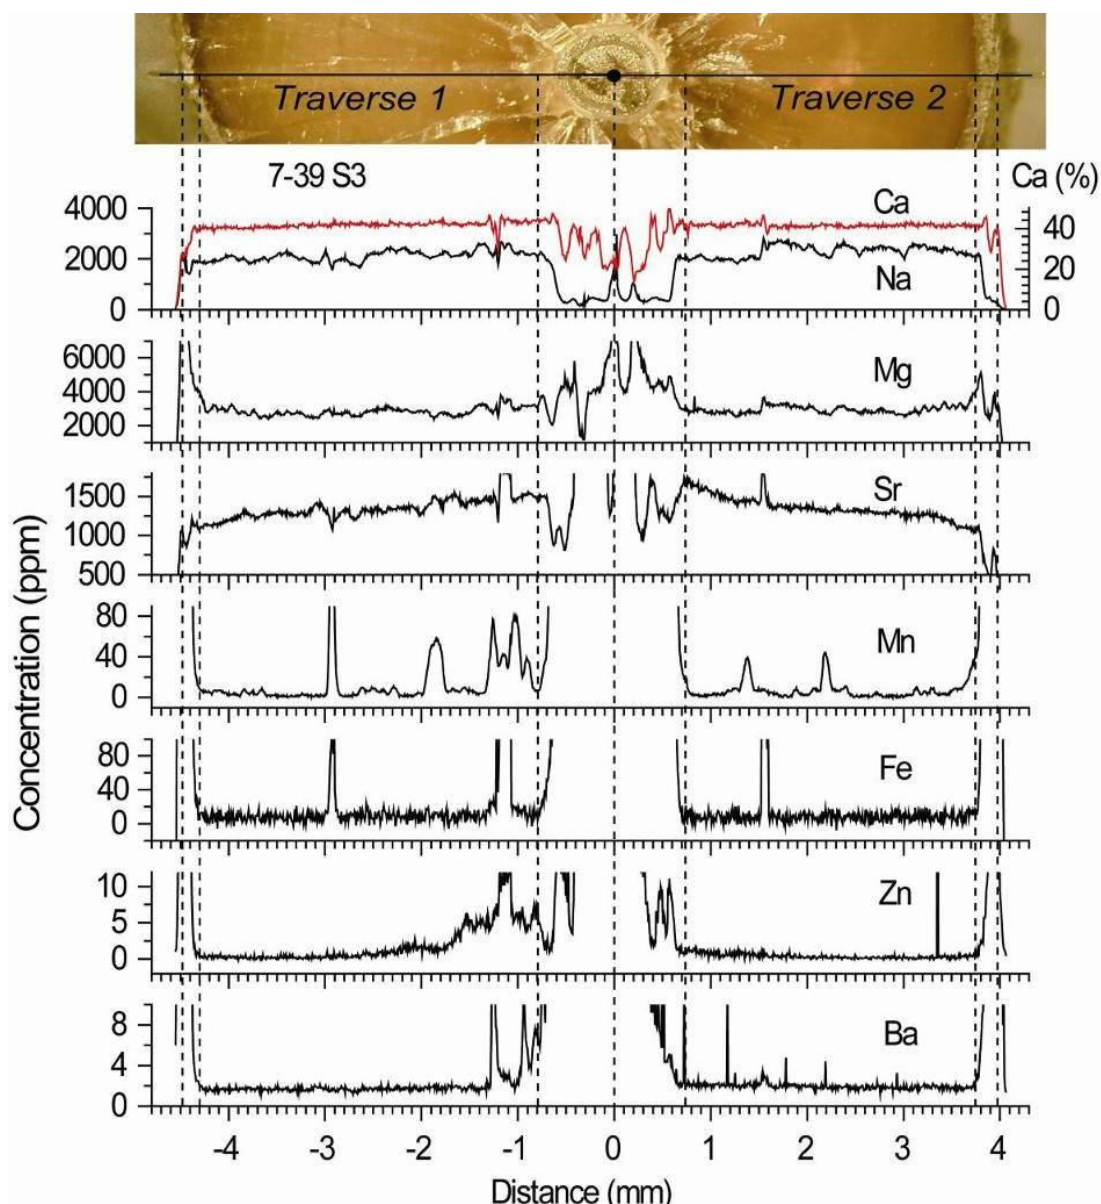 Traverse 1 Traverse 2
7-39 S3 Ca (%)
4000 Ca 40
2000 20
Na
0 0
6000 Mg
4000
2000
1500 Sr
1000
500
80
Mn
40
0
80
Fe
40
0
10
Zn
5
0
8
Ba
4
0
-4 -3 -2 -1 0 1 2 3 4
Distance (mm)
Concentration (ppm)